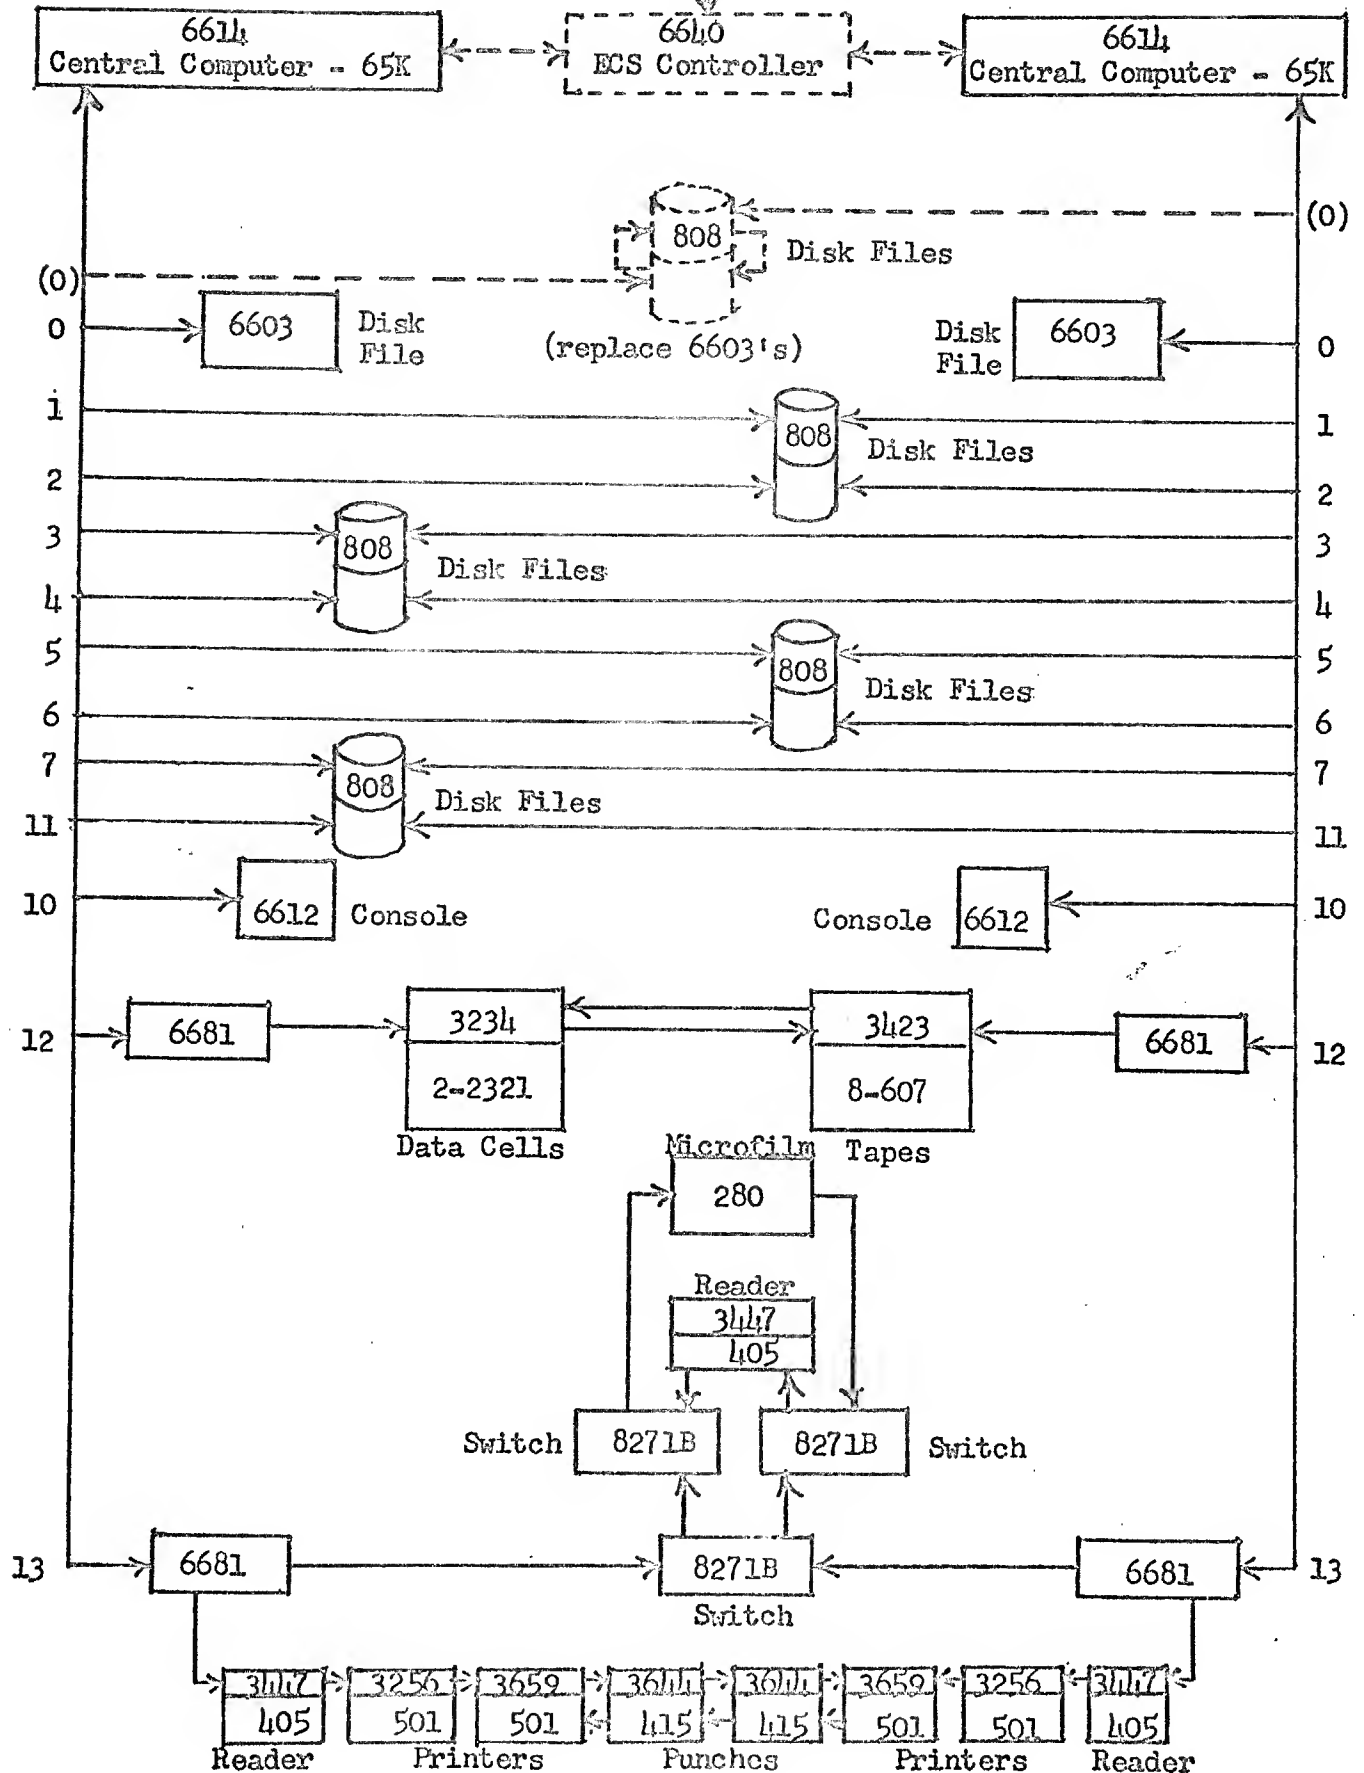 6614
Central Computer - 65K
6640
ECS Controller
6614
Central Computer - 65K
(0)
808
Disk Files
(0)
0
6603
Disk
File
(replace 6603's)
Disk
File
6603
0
1
808
Disk Files
1
2
2
3
808
Disk Files
3
4
4
5
808
Disk Files
5
6
6
7
808
Disk Files
7
11
11
10
6612
Console
Console
6612
10
12
6681
3234
2-2321
Data Cells
3423
8-607
Tapes
6681
12
Microfilm
280
Reader
3447
405
Switch
8271B
8271B
Switch
13
6681
8271B
Switch
6681
13
3447
3256
3659
3644
3644
3659
3256
3447
405
501
501
415
415
501
501
405
Reader
Printers
Punches
Printers
Reader